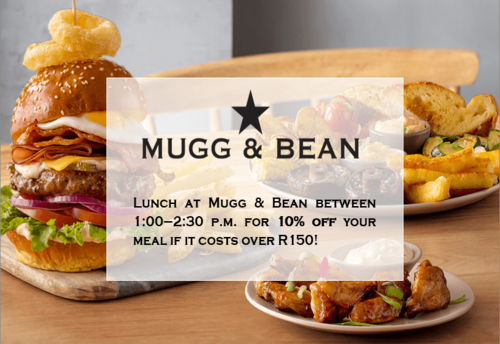 MUGG & BEAN
LUNCH AT MUGG & BEAN BETWEEN
1:00–2:30 P.M. FOR 10% OFF YOUR
MEAL IF IT COSTS OVER R150!